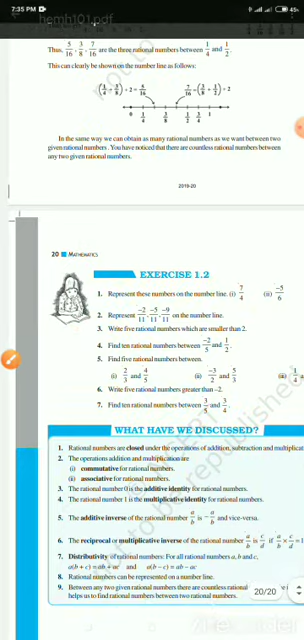 7:35 PM
45
hemh101.pdf
Thus, 5/16, 3/8, 7/16 are the three rational numbers between 1/4 and 1/2.
This can clearly be shown on the number line as follows:
(1/4 + 3/8) ÷ 2 = 5/16
7/16 = (3/8 + 1/2) ÷ 2
0 1/4 3/8 1/2 3/4 1
In the same way we can obtain as many rational numbers as we want between two
given rational numbers. You have noticed that there are countless rational numbers between
any two given rational numbers.
2019-20
20 MATHEMATICS
EXERCISE 1.2
1. Represent these numbers on the number line. (i) 7/4 (ii) -5/6
2. Represent -2/11, -5/11, -9/11 on the number line.
3. Write five rational numbers which are smaller than 2.
4. Find ten rational numbers between -2/5 and 1/2.
5. Find five rational numbers between.
(i) 2/3 and 4/5 (ii) -3/2 and 5/3 (iii) 1/4 a
6. Write five rational numbers greater than –2.
7. Find ten rational numbers between 3/5 and 3/4.
WHAT HAVE WE DISCUSSED?
1. Rational numbers are closed under the operations of addition, subtraction and multiplicat
2. The operations addition and multiplication are
(i) commutative for rational numbers.
(ii) associative for rational numbers.
3. The rational number 0 is the additive identity for rational numbers.
4. The rational number 1 is the multiplicative identity for rational numbers.
5. The additive inverse of the rational number a/b is -a/b and vice-versa.
6. The reciprocal or multiplicative inverse of the rational number a/b is c/d if a/b × c/d = 1
7. Distributivity of rational numbers: For all rational numbers a, b and c,
a(b + c) = ab + ac and a(b – c) = ab – ac
8. Rational numbers can be represented on a number line.
9. Between any two given rational numbers there are countless rational
helps us to find rational numbers between two rational numbers.
20/20
not to
be republished